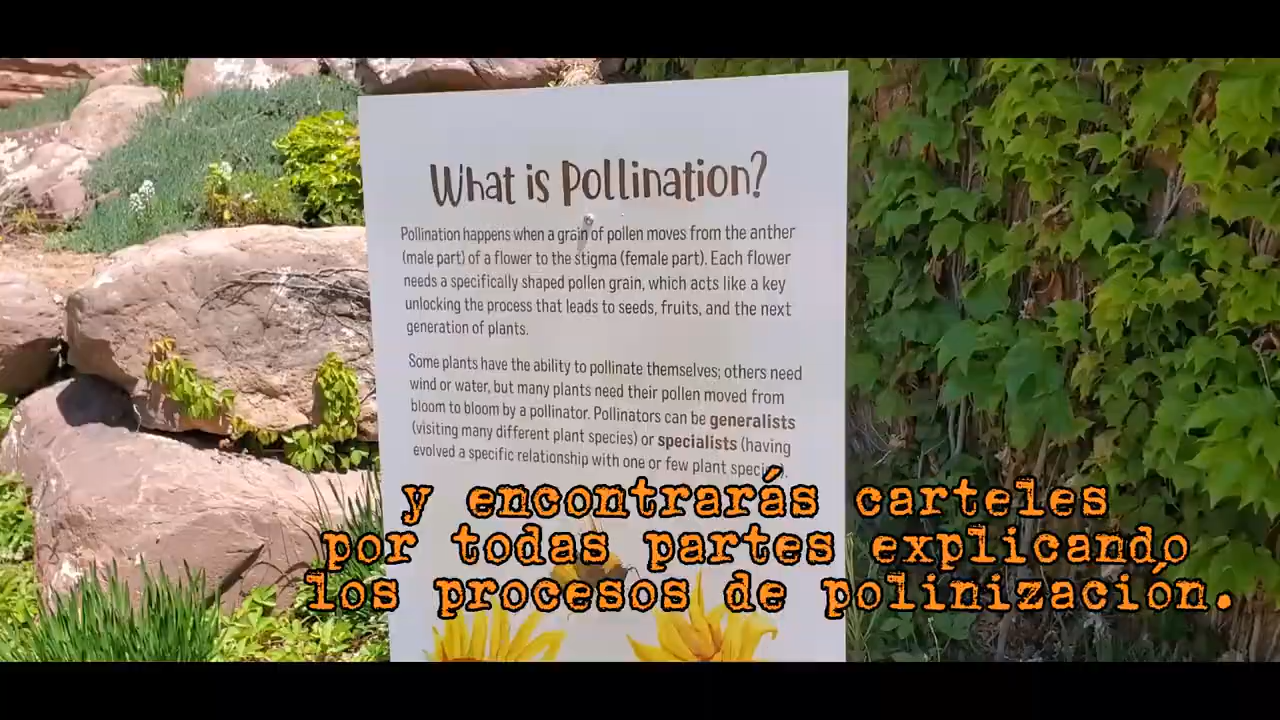 What is Pollination?
Pollination happens when a grain of pollen moves from the anther
(male part) of a flower to the stigma (female part). Each flower
needs a specifically shaped pollen grain, which acts like a key
unlocking the process that leads to seeds, fruits, and the next
generation of plants.
Some plants have the ability to pollinate themselves; others need
wind or water, but many plants need their pollen moved from
bloom to bloom by a pollinator. Pollinators can be generalists
(visiting many different plant species) or specialists (having
evolved a specific relationship with one or few plant species).
y encontrarás carteles
por todas partes explicando
los procesos de polinización.